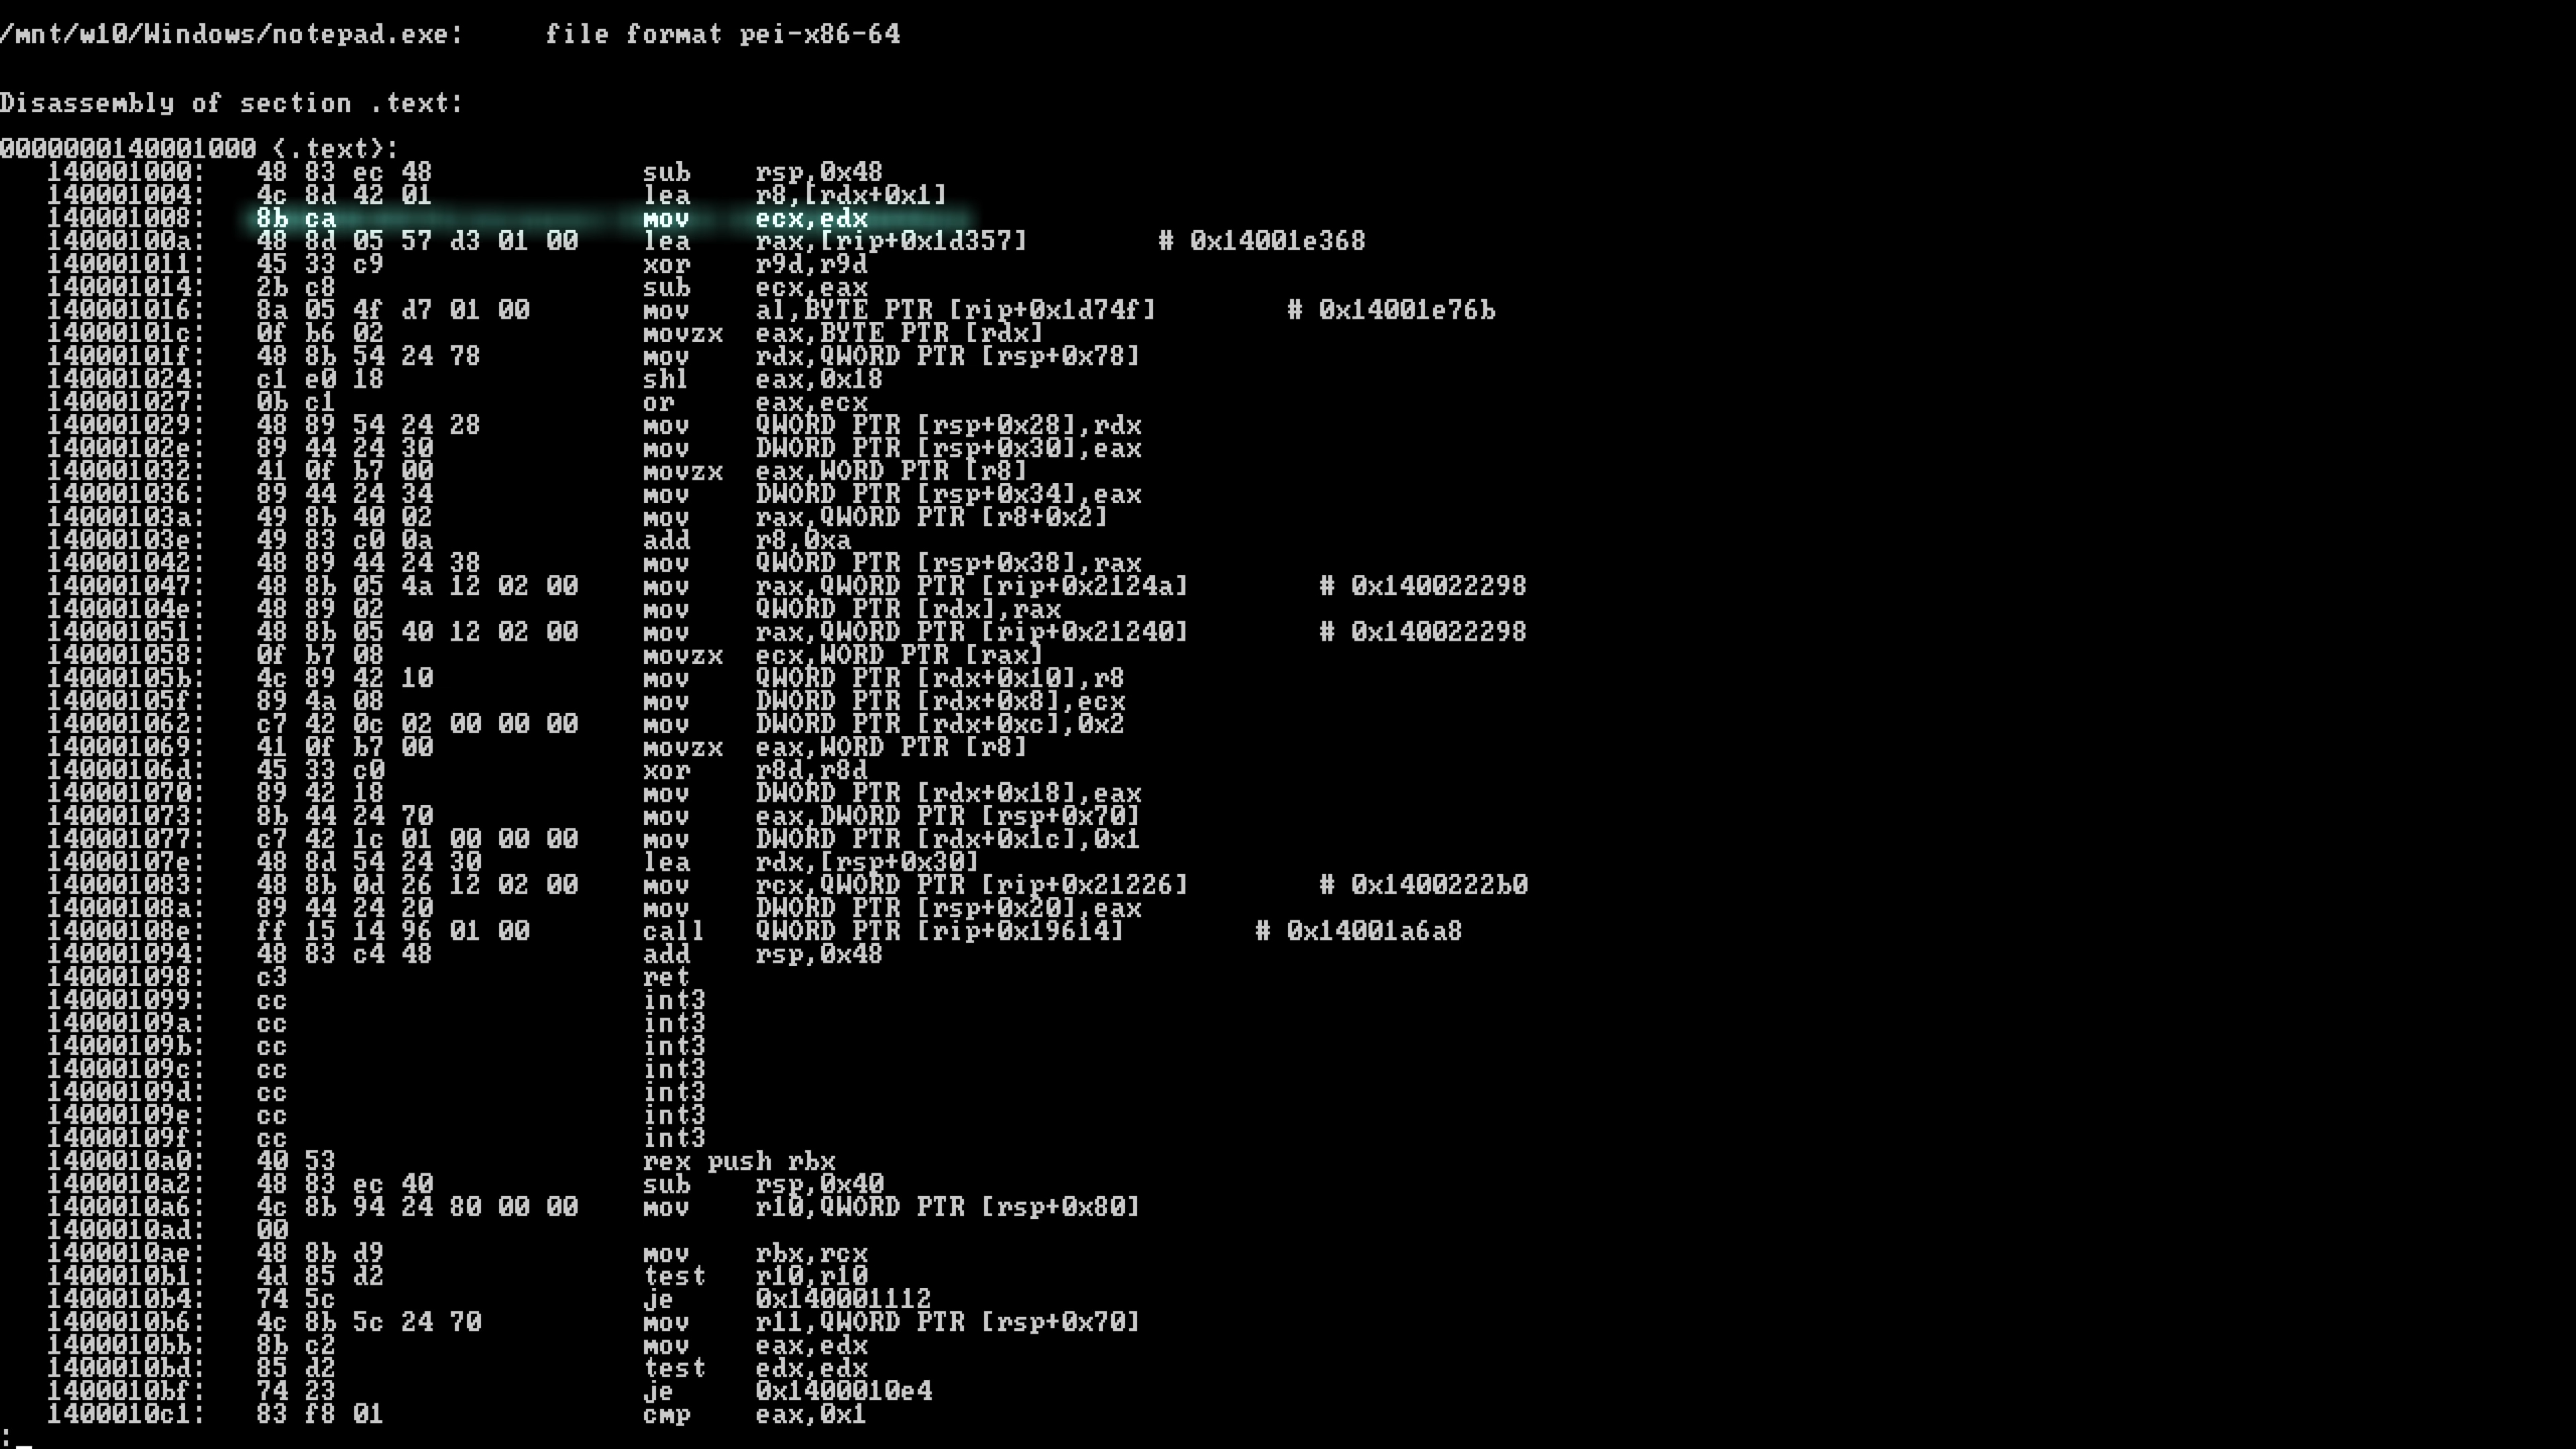 /mnt/w10/Windows/notepad.exe:     file format pei-x86-64
Disassembly of section .text:
0000000140001000 <.text>:
   140001000:   48 83 ec 48             sub    rsp,0x48
   140001004:   4c 8d 42 01             lea    r8,[rdx+0x1]
   140001008:   8b ca                   mov    ecx,edx
   14000100a:   48 8d 05 57 d3 01 00    lea    rax,[rip+0x1d357]        # 0x14001e368
   140001011:   45 33 c9                xor    r9d,r9d
   140001014:   2b c8                   sub    ecx,eax
   140001016:   8a 05 4f d7 01 00       mov    al,BYTE PTR [rip+0x1d74f]        # 0x14001e76b
   14000101c:   0f b6 02                movzx  eax,BYTE PTR [rdx]
   14000101f:   48 8b 54 24 78          mov    rdx,QWORD PTR [rsp+0x78]
   140001024:   c1 e0 18                shl    eax,0x18
   140001027:   0b c1                   or     eax,ecx
   140001029:   48 89 54 24 28          mov    QWORD PTR [rsp+0x28],rdx
   14000102e:   89 44 24 30             mov    DWORD PTR [rsp+0x30],eax
   140001032:   41 0f b7 00             movzx  eax,WORD PTR [r8]
   140001036:   89 44 24 34             mov    DWORD PTR [rsp+0x34],eax
   14000103a:   49 8b 40 02             mov    rax,QWORD PTR [r8+0x2]
   14000103e:   49 83 c0 0a             add    r8,0xa
   140001042:   48 89 44 24 38          mov    QWORD PTR [rsp+0x38],rax
   140001047:   48 8b 05 4a 12 02 00    mov    rax,QWORD PTR [rip+0x2124a]        # 0x140022298
   14000104e:   48 89 02                mov    QWORD PTR [rdx],rax
   140001051:   48 8b 05 40 12 02 00    mov    rax,QWORD PTR [rip+0x21240]        # 0x140022298
   140001058:   0f b7 08                movzx  ecx,WORD PTR [rax]
   14000105b:   4c 89 42 10             mov    QWORD PTR [rdx+0x10],r8
   14000105f:   89 4a 08                mov    DWORD PTR [rdx+0x8],ecx
   140001062:   c7 42 0c 02 00 00 00    mov    DWORD PTR [rdx+0xc],0x2
   140001069:   41 0f b7 00             movzx  eax,WORD PTR [r8]
   14000106d:   45 33 c0                xor    r8d,r8d
   140001070:   89 42 18                mov    DWORD PTR [rdx+0x18],eax
   140001073:   8b 44 24 70             mov    eax,DWORD PTR [rsp+0x70]
   140001077:   c7 42 1c 01 00 00 00    mov    DWORD PTR [rdx+0x1c],0x1
   14000107e:   48 8d 54 24 30          lea    rdx,[rsp+0x30]
   140001083:   48 8b 0d 26 12 02 00    mov    rcx,QWORD PTR [rip+0x21226]        # 0x1400222b0
   14000108a:   89 44 24 20             mov    DWORD PTR [rsp+0x20],eax
   14000108e:   ff 15 14 96 01 00       call   QWORD PTR [rip+0x19614]        # 0x14001a6a8
   140001094:   48 83 c4 48             add    rsp,0x48
   140001098:   c3                      ret
   140001099:   cc                      int3
   14000109a:   cc                      int3
   14000109b:   cc                      int3
   14000109c:   cc                      int3
   14000109d:   cc                      int3
   14000109e:   cc                      int3
   14000109f:   cc                      int3
   1400010a0:   40 53                   rex push rbx
   1400010a2:   48 83 ec 40             sub    rsp,0x40
   1400010a6:   4c 8b 94 24 80 00 00    mov    r10,QWORD PTR [rsp+0x80]
   1400010ad:   00
   1400010ae:   48 8b d9                mov    rbx,rcx
   1400010b1:   4d 85 d2                test   r10,r10
   1400010b4:   74 5c                   je     0x140001112
   1400010b6:   4c 8b 5c 24 70          mov    r11,QWORD PTR [rsp+0x70]
   1400010bb:   8b c2                   mov    eax,edx
   1400010bd:   85 d2                   test   edx,edx
   1400010bf:   74 23                   je     0x1400010e4
   1400010c1:   83 f8 01                cmp    eax,0x1
: